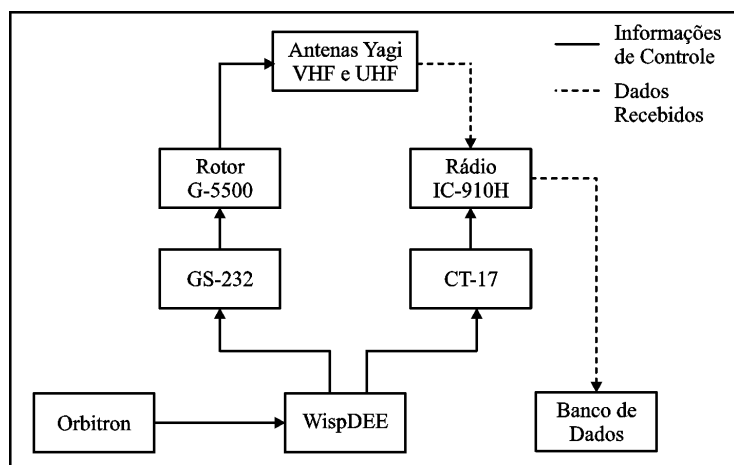 Antenas Yagi
VHF e UHF
Informações
de Controle
Dados
Recebidos
Rotor
G-5500
Rádio
IC-910H
GS-232
CT-17
Orbitron
WispDEE
Banco de
Dados